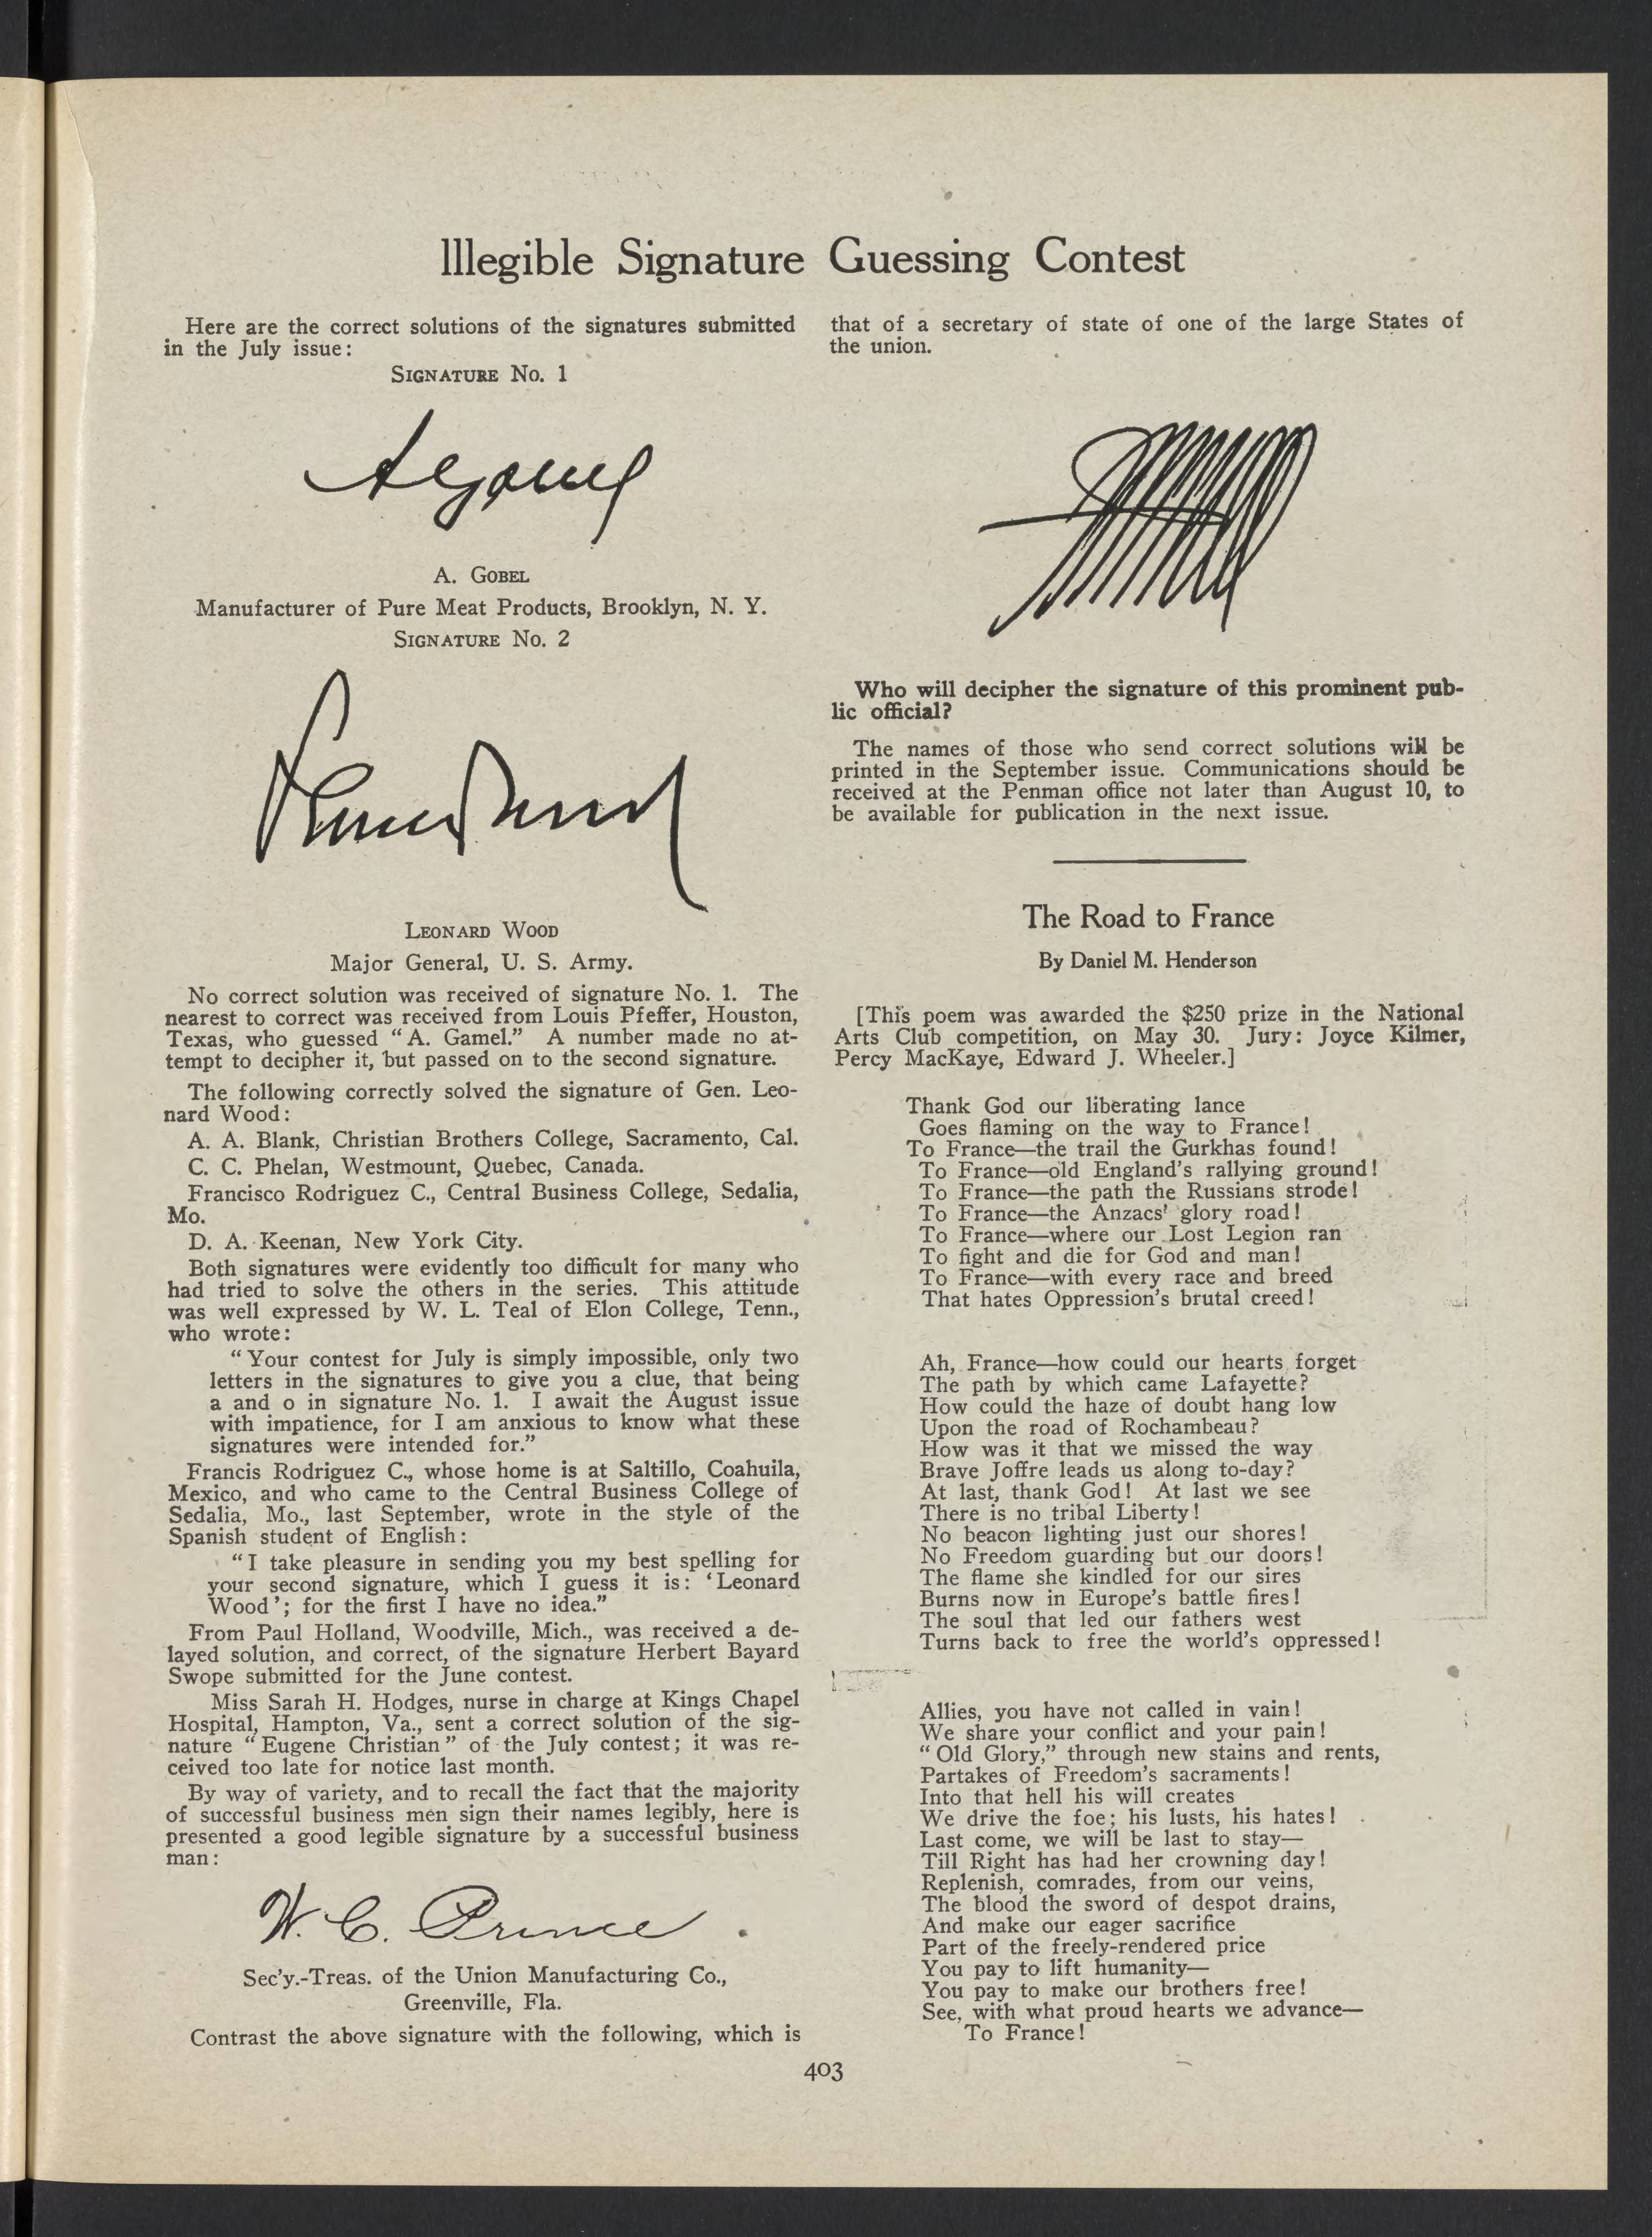 Illegible Signature Guessing Contest
Here are the correct solutions of the signatures submitted
in the July issue:
SIGNATURE No. 1
A. GOBEL
Manufacturer of Pure Meat Products, Brooklyn, N. Y.
SIGNATURE No. 2
LEONARD WOOD
Major General, U. S. Army.
No correct solution was received of signature No. 1. The
nearest to correct was received from Louis Pfeffer, Houston,
Texas, who guessed “A. Gamel.” A number made no at-
tempt to decipher it, but passed on to the second signature.
The following correctly solved the signature of Gen. Leo-
nard Wood:
A. A. Blank, Christian Brothers College, Sacramento, Cal.
C. C. Phelan, Westmount, Quebec, Canada.
Francisco Rodriguez C., Central Business College, Sedalia,
Mo.
D. A. Keenan, New York City.
Both signatures were evidently too difficult for many who
had tried to solve the others in the series. This attitude
was well expressed by W. L. Teal of Elon College, Tenn.,
who wrote:
“Your contest for July is simply impossible, only two
letters in the signatures to give you a clue, that being
a and o in signature No. 1. I await the August issue
with impatience, for I am anxious to know what these
signatures were intended for.”
Francis Rodriguez C., whose home is at Saltillo, Coahuila,
Mexico, and who came to the Central Business College of
Sedalia, Mo., last September, wrote in the style of the
Spanish student of English:
“I take pleasure in sending you my best spelling for
your second signature, which I guess it is: ‘Leonard
Wood’; for the first I have no idea.”
From Paul Holland, Woodville, Mich., was received a de-
layed solution, and correct, of the signature Herbert Bayard
Swope submitted for the June contest.
Miss Sarah H. Hodges, nurse in charge at Kings Chapel
Hospital, Hampton, Va., sent a correct solution of the sig-
nature “Eugene Christian” of the July contest; it was re-
ceived too late for notice last month.
By way of variety, and to recall the fact that the majority
of successful business men sign their names legibly, here is
presented a good legible signature by a successful business
man:
W. C. Prince
Sec'y.-Treas. of the Union Manufacturing Co.,
Greenville, Fla.
Contrast the above signature with the following, which is
that of a secretary of state of one of the large States of
the union.
Who will decipher the signature of this prominent pub-
lic official?
The names of those who send correct solutions will be
printed in the September issue. Communications should be
received at the Penman office not later than August 10, to
be available for publication in the next issue.
The Road to France
By Daniel M. Henderson
[This poem was awarded the $250 prize in the National
Arts Club competition, on May 30. Jury: Joyce Kilmer,
Percy MacKaye, Edward J. Wheeler.]
Thank God our liberating lance
Goes flaming on the way to France!
To France—the trail the Gurkhas found!
To France—old England's rallying ground!
To France—the path the Russians strode!
To France—the Anzacs' glory road!
To France—where our Lost Legion ran
To fight and die for God and man!
To France—with every race and breed
That hates Oppression's brutal creed!
Ah, France—how could our hearts forget
The path by which came Lafayette?
How could the haze of doubt hang low
Upon the road of Rochambeau?
How was it that we missed the way
Brave Joffre leads us along to-day?
At last, thank God! At last we see
There is no tribal Liberty!
No beacon lighting just our shores!
No Freedom guarding but our doors!
The flame she kindled for our sires
Burns now in Europe's battle fires!
The soul that led our fathers west
Turns back to free the world's oppressed!
Allies, you have not called in vain!
We share your conflict and your pain!
“Old Glory,” through new stains and rents,
Partakes of Freedom's sacraments!
Into that hell his will creates
We drive the foe; his lusts, his hates!
Last come, we will be last to stay—
Till Right has had her crowning day!
Replenish, comrades, from our veins,
The blood the sword of despot drains,
And make our eager sacrifice
Part of the freely-rendered price
You pay to lift humanity—
You pay to make our brothers free!
See, with what proud hearts we advance—
To France!
403